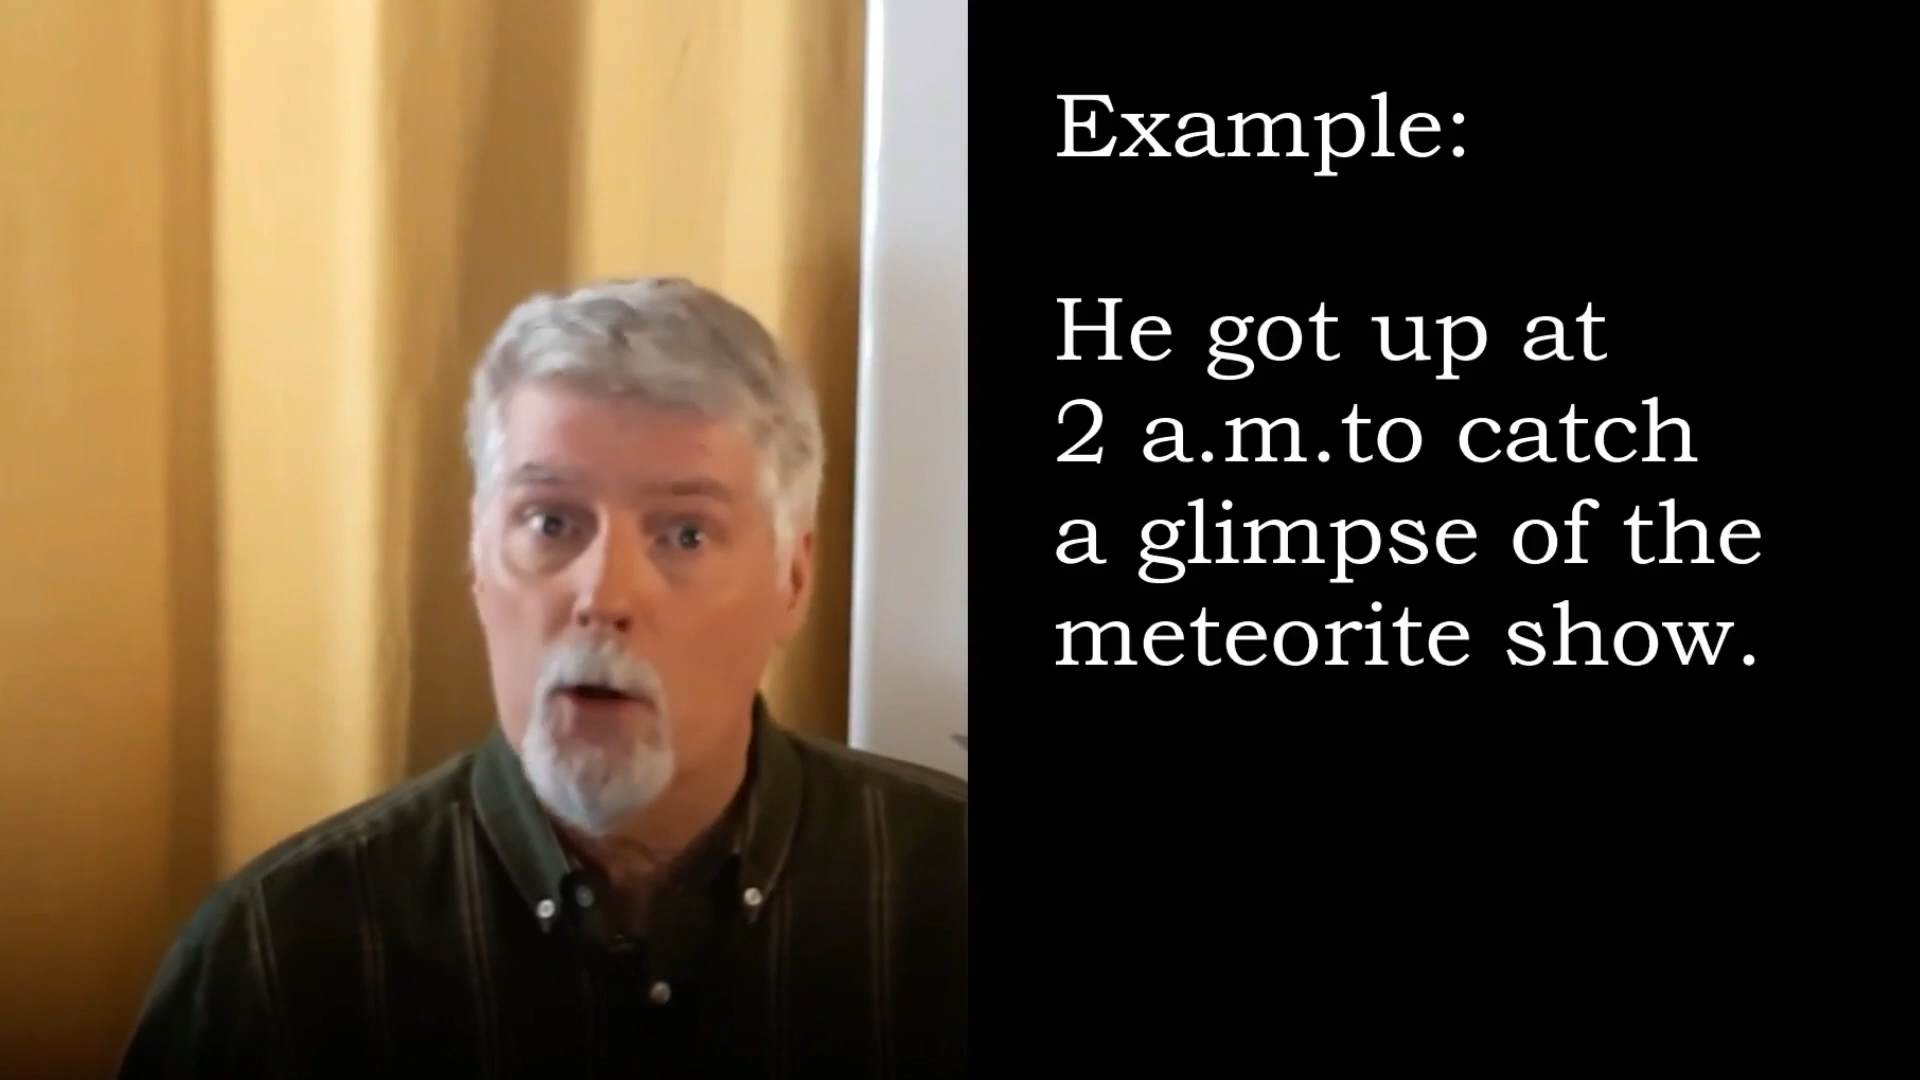 Example:
He got up at
2 a.m.to catch
a glimpse of the
meteorite show.